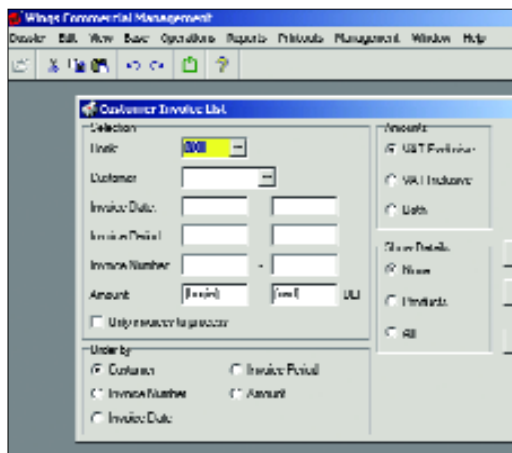 Wings Commercial Management
Dossier Edit View Base Operations Reports Printouts Management Window Help
Customer Invoice List
Selection
Customer
Invoice Date
Invoice Period
Invoice Number -
Amount
Only invoices to process
Order by
Customer Invoice Period
Invoice Number Amount
Invoice Date
Amounts
VAT Exclusive
VAT Inclusive
Both
Show Details
None
Products
All